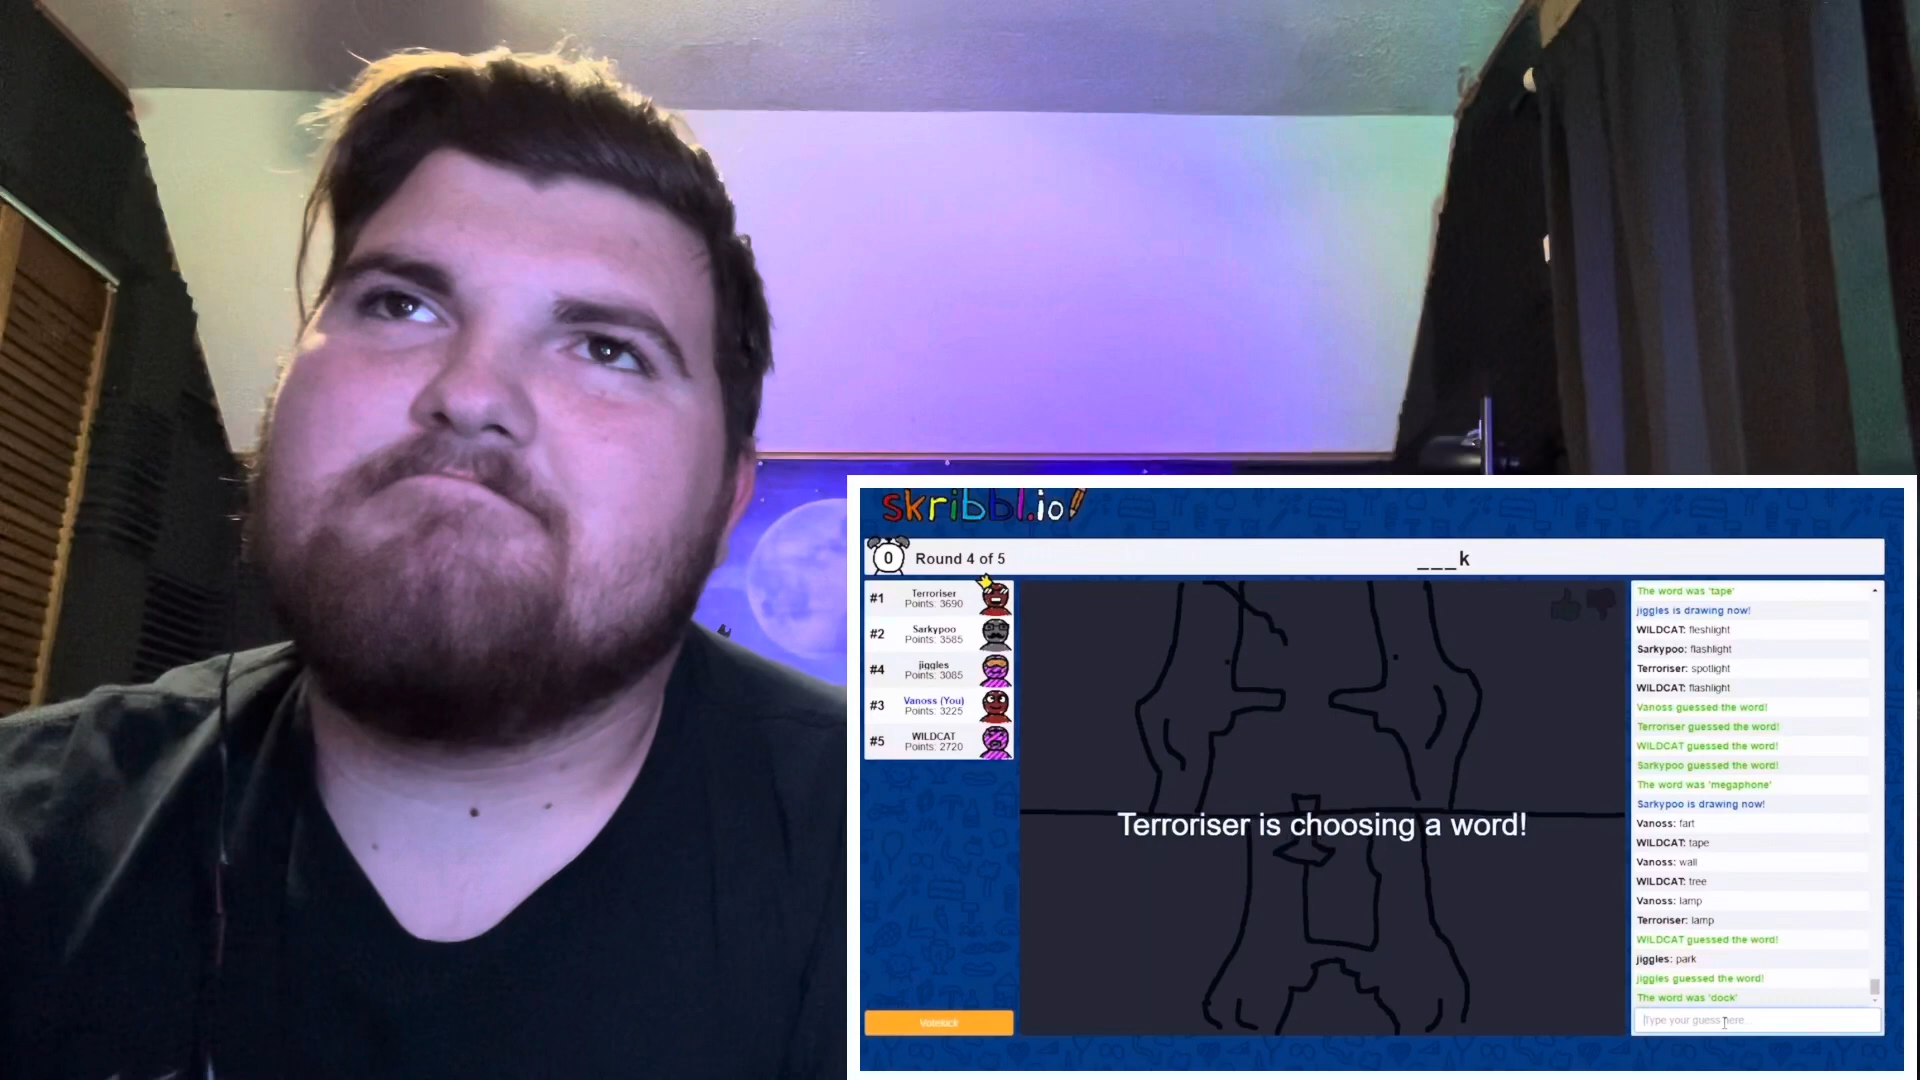 skribbl.io!
0
Round 4 of 5
___k
#1
Terroriser
Points: 3690
#2
Sarkypoo
Points: 3585
#4
jiggles
Points: 3085
#3
Vanoss (You)
Points: 3225
#5
WILDCAT
Points: 2720
Votekick
Terroriser is choosing a word!
The word was 'tape'
jiggles is drawing now!
WILDCAT: fleshlight
Sarkypoo: flashlight
Terroriser: spotlight
WILDCAT: flashlight
Vanoss guessed the word!
Terroriser guessed the word!
WILDCAT guessed the word!
Sarkypoo guessed the word!
The word was 'megaphone'
Sarkypoo is drawing now!
Vanoss: fart
WILDCAT: tape
Vanoss: wall
WILDCAT: tree
Vanoss: lamp
Terroriser: lamp
WILDCAT guessed the word!
jiggles: park
jiggles guessed the word!
The word was 'dock'
Type your guess here...